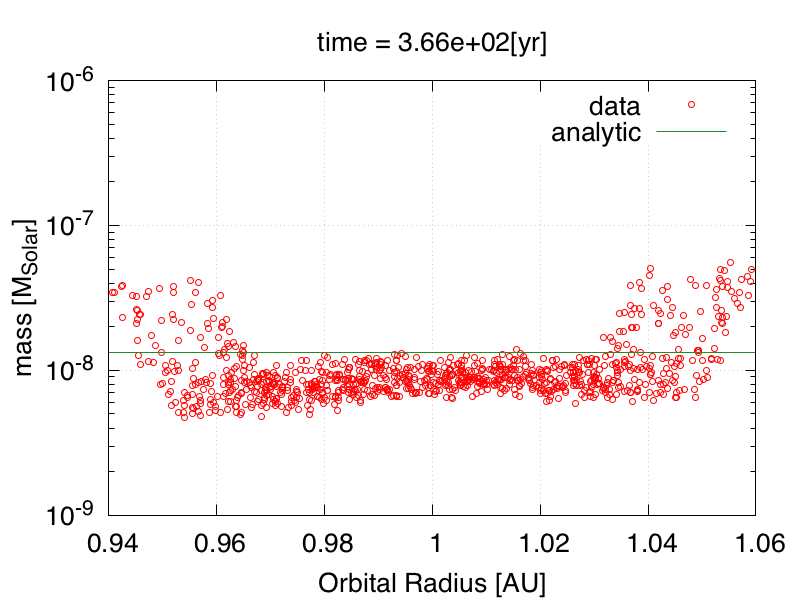 time = 3.66e+02[yr]
data
analytic
10^-6
10^-7
10^-8
10^-9
mass [M_Solar]
0.94 0.96 0.98 1 1.02 1.04 1.06
Orbital Radius [AU]